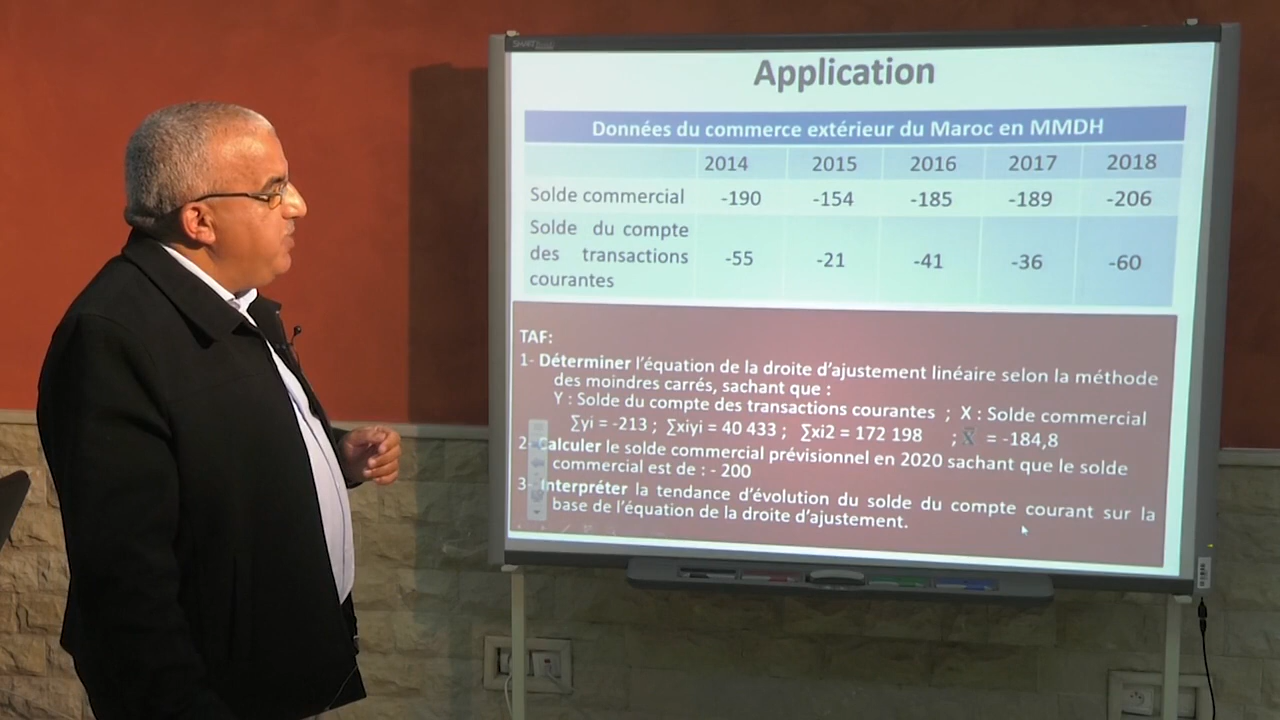 SMART
Application
Données du commerce extérieur du Maroc en MMDH
2014 2015 2016 2017 2018
Solde commercial -190 -154 -185 -189 -206
Solde du compte
des transactions -55 -21 -41 -36 -60
courantes
TAF:
1- Déterminer l'équation de la droite d'ajustement linéaire selon la méthode
des moindres carrés, sachant que :
Y : Solde du compte des transactions courantes ; X : Solde commercial
∑yi = -213 ; ∑xiyi = 40 433 ; ∑xi2 = 172 198 ; X̅ = -184,8
2- Calculer le solde commercial prévisionnel en 2020 sachant que le solde
commercial est de : - 200
3- Interpréter la tendance d'évolution du solde du compte courant sur la
base de l'équation de la droite d'ajustement.